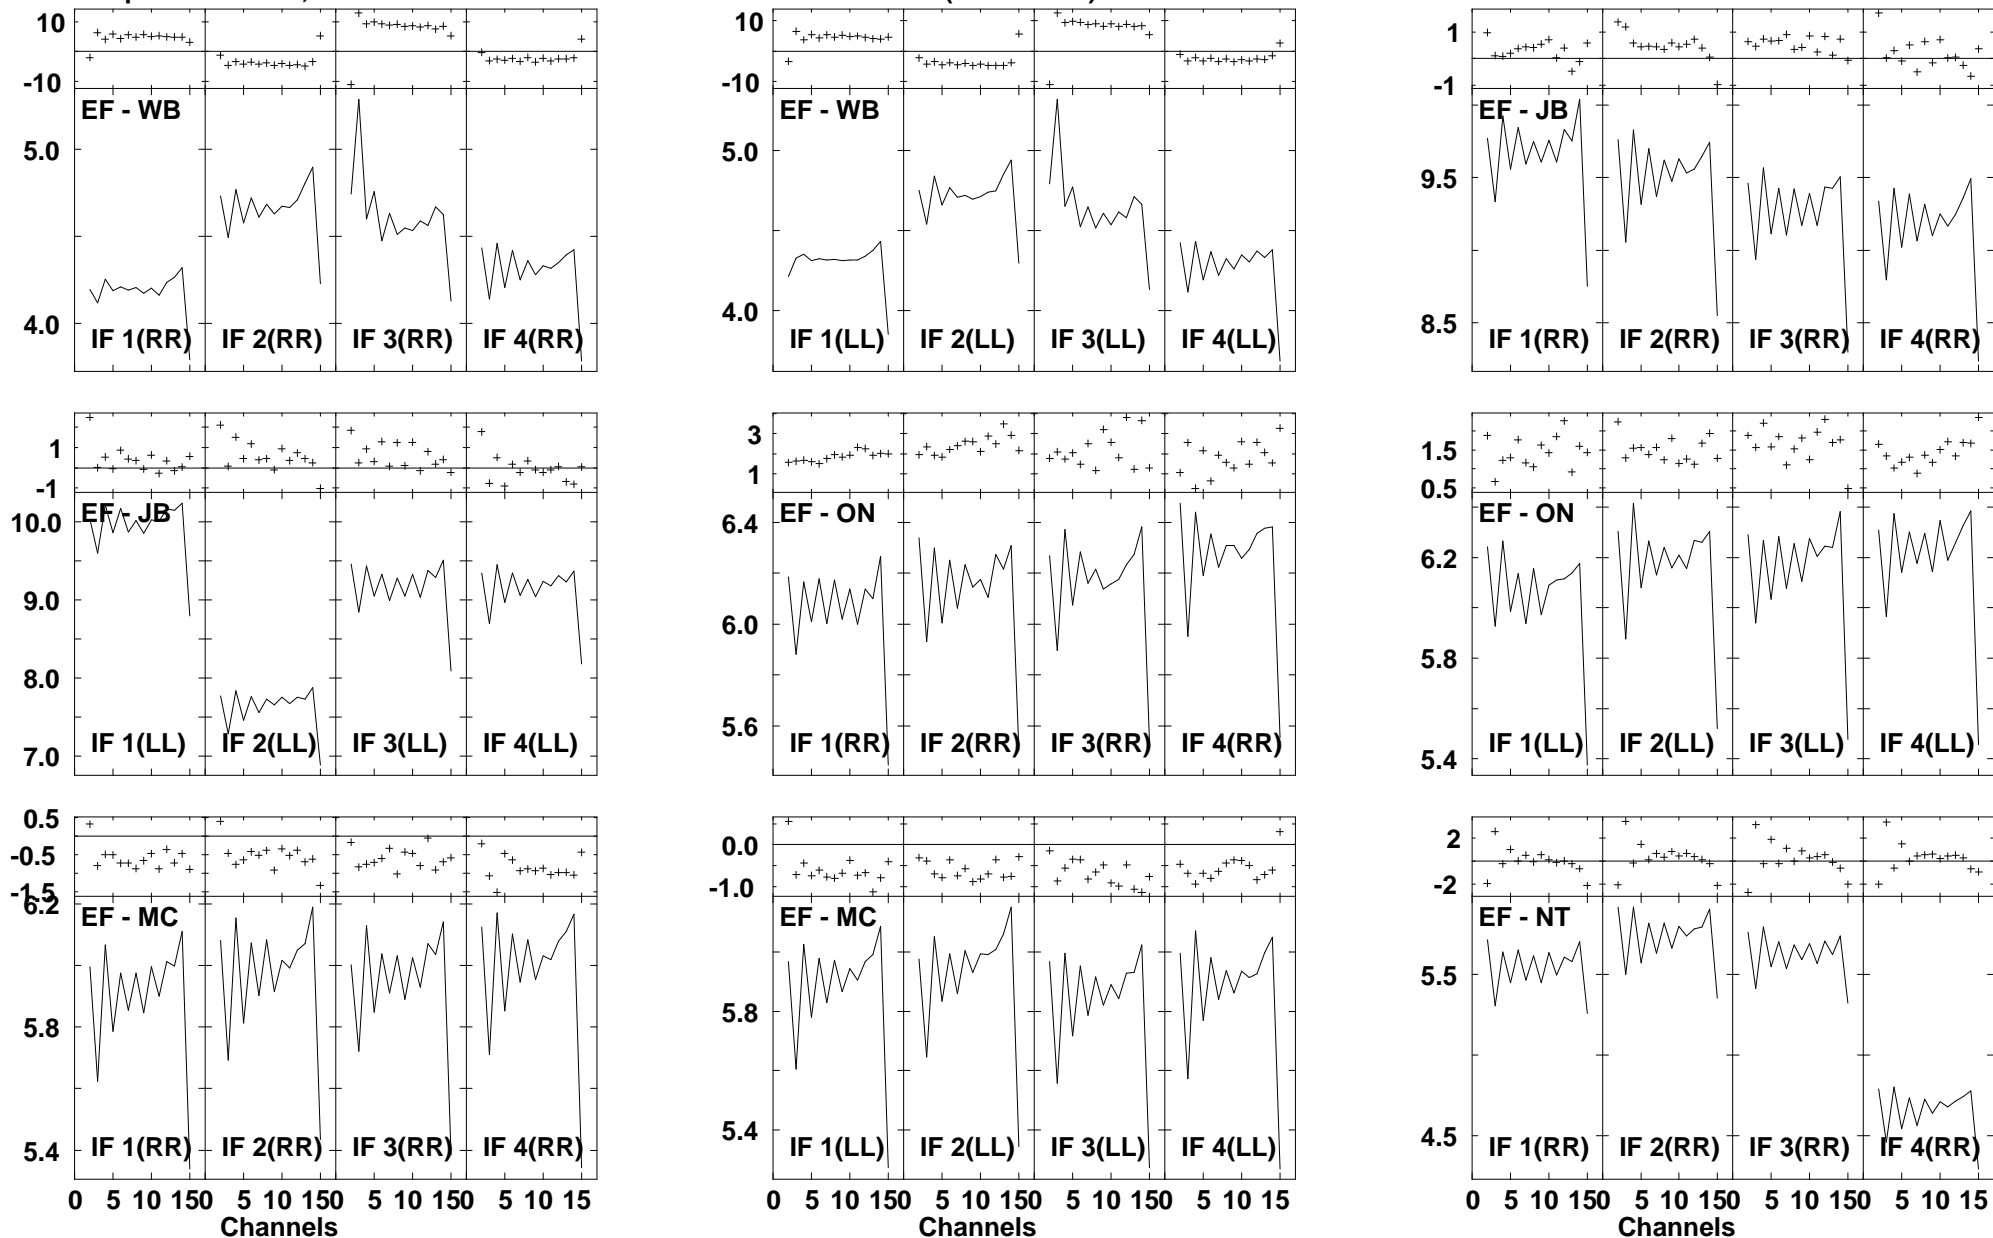 10 10 1
-10 -10 -1
EF - WB EF - WB EF - JB
5.0 5.0 9.5
4.0 4.0 8.5
IF 1(RR) IF 2(RR) IF 3(RR) IF 4(RR) IF 1(LL) IF 2(LL) IF 3(LL) IF 4(LL) IF 1(RR) IF 2(RR) IF 3(RR) IF 4(RR)
1 3 1.5
-1 1 0.5
EF - JB EF - ON EF - ON
10.0 6.4 6.2
9.0 6.0 5.8
8.0 5.6 5.4
7.0
IF 1(LL) IF 2(LL) IF 3(LL) IF 4(LL) IF 1(RR) IF 2(RR) IF 3(RR) IF 4(RR) IF 1(LL) IF 2(LL) IF 3(LL) IF 4(LL)
0.5 0.0 2
-0.5 -1.0 -2
-1.5
6.2 5.8 5.5
5.8 5.4 4.5
5.4
EF - MC EF - MC EF - NT
IF 1(RR) IF 2(RR) IF 3(RR) IF 4(RR) IF 1(LL) IF 2(LL) IF 3(LL) IF 4(LL) IF 1(RR) IF 2(RR) IF 3(RR) IF 4(RR)
0 5 10 150 5 10 150 5 10 150 5 10 15 0 5 10 150 5 10 150 5 10 150 5 10 15 0 5 10 150 5 10 150 5 10 150 5 10 15
Channels Channels Channels